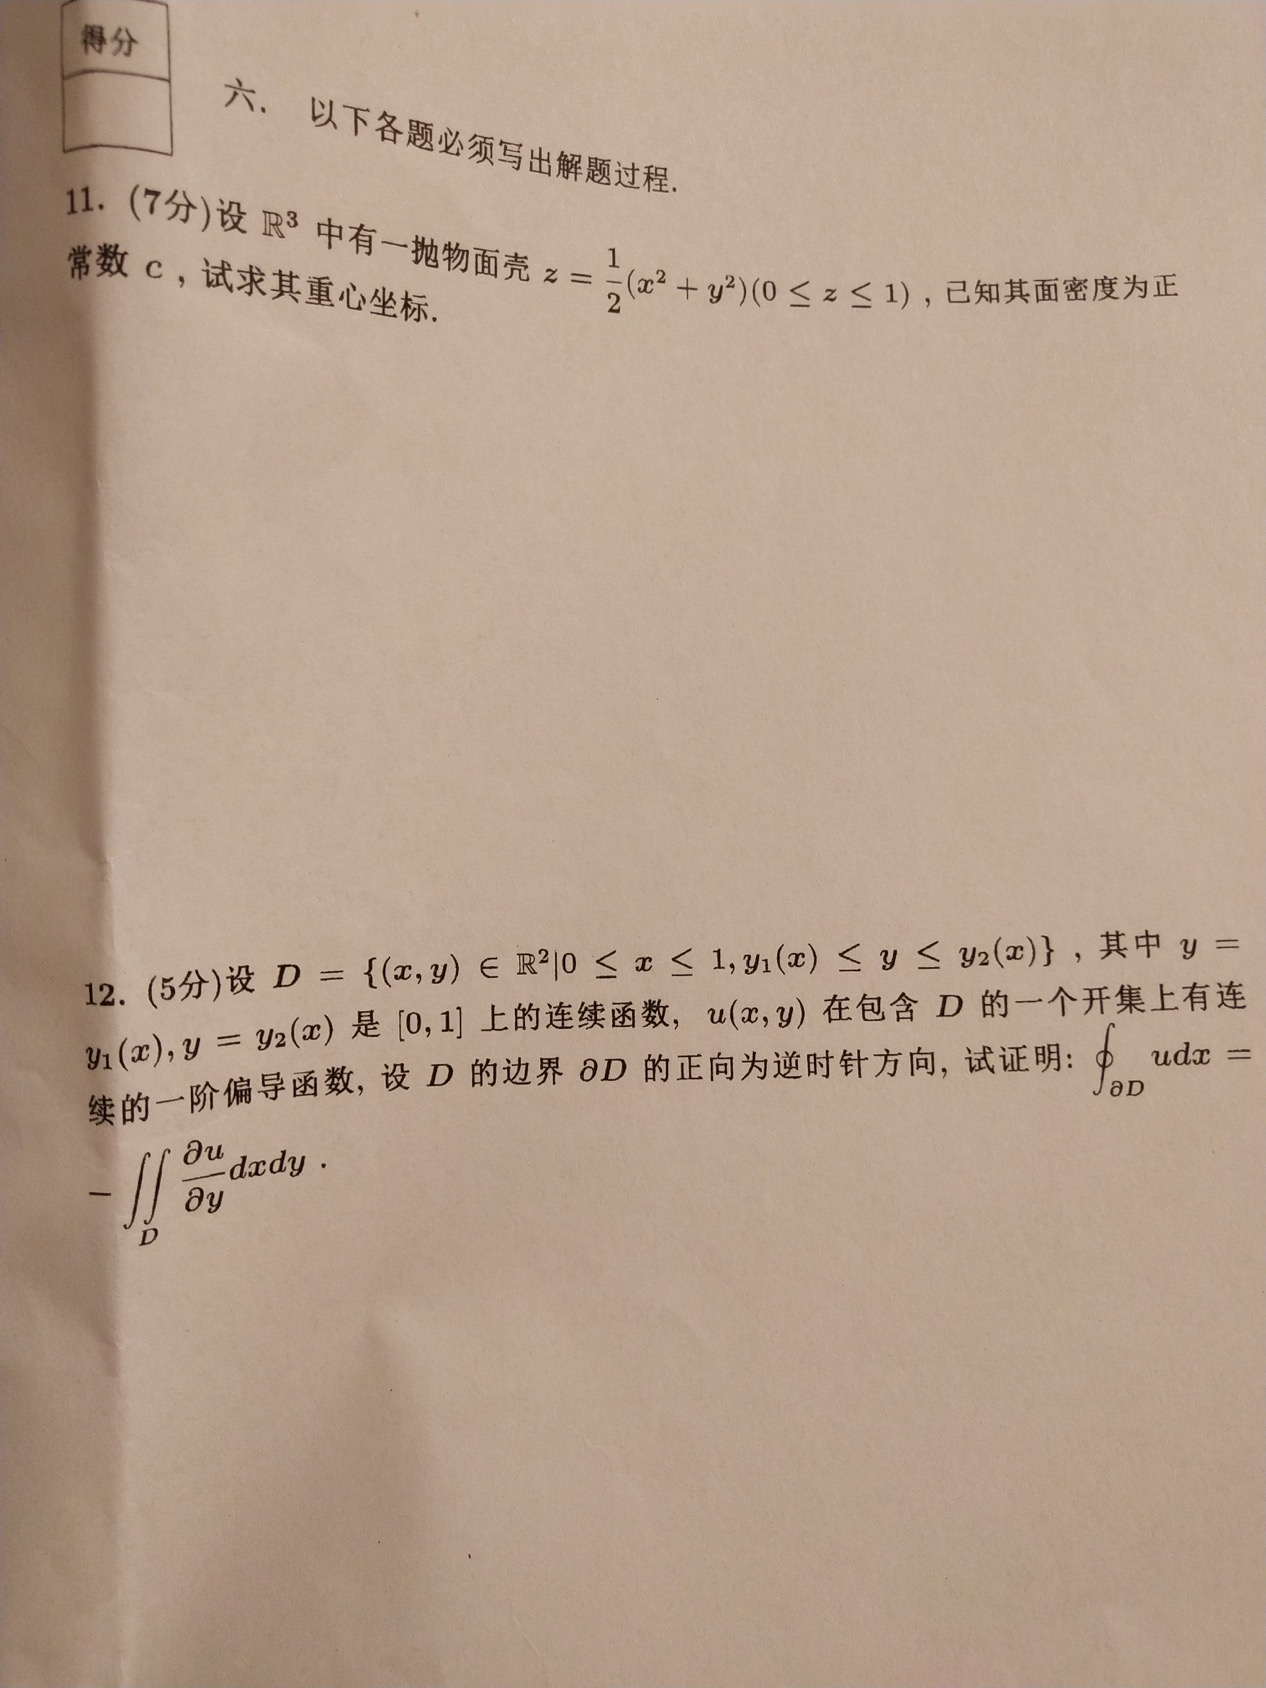 得分
六. 以下各题必须写出解题过程.
11. (7分)设 ℝ³ 中有一抛物面壳 z = \frac{1}{2}(x² + y²)(0 ≤ z ≤ 1) , 已知其面密度为正
常数 c , 试求其重心坐标.
12. (5分)设 D = {(x, y) ∈ ℝ²|0 ≤ x ≤ 1, y₁(x) ≤ y ≤ y₂(x)} , 其中 y =
y₁(x), y = y₂(x) 是 [0, 1] 上的连续函数, u(x, y) 在包含 D 的一个开集上有连
续的一阶偏导函数, 设 D 的边界 ∂D 的正向为逆时针方向, 试证明: ∮_{∂D} udx =
− ∬_D \frac{∂u}{∂y} dxdy .